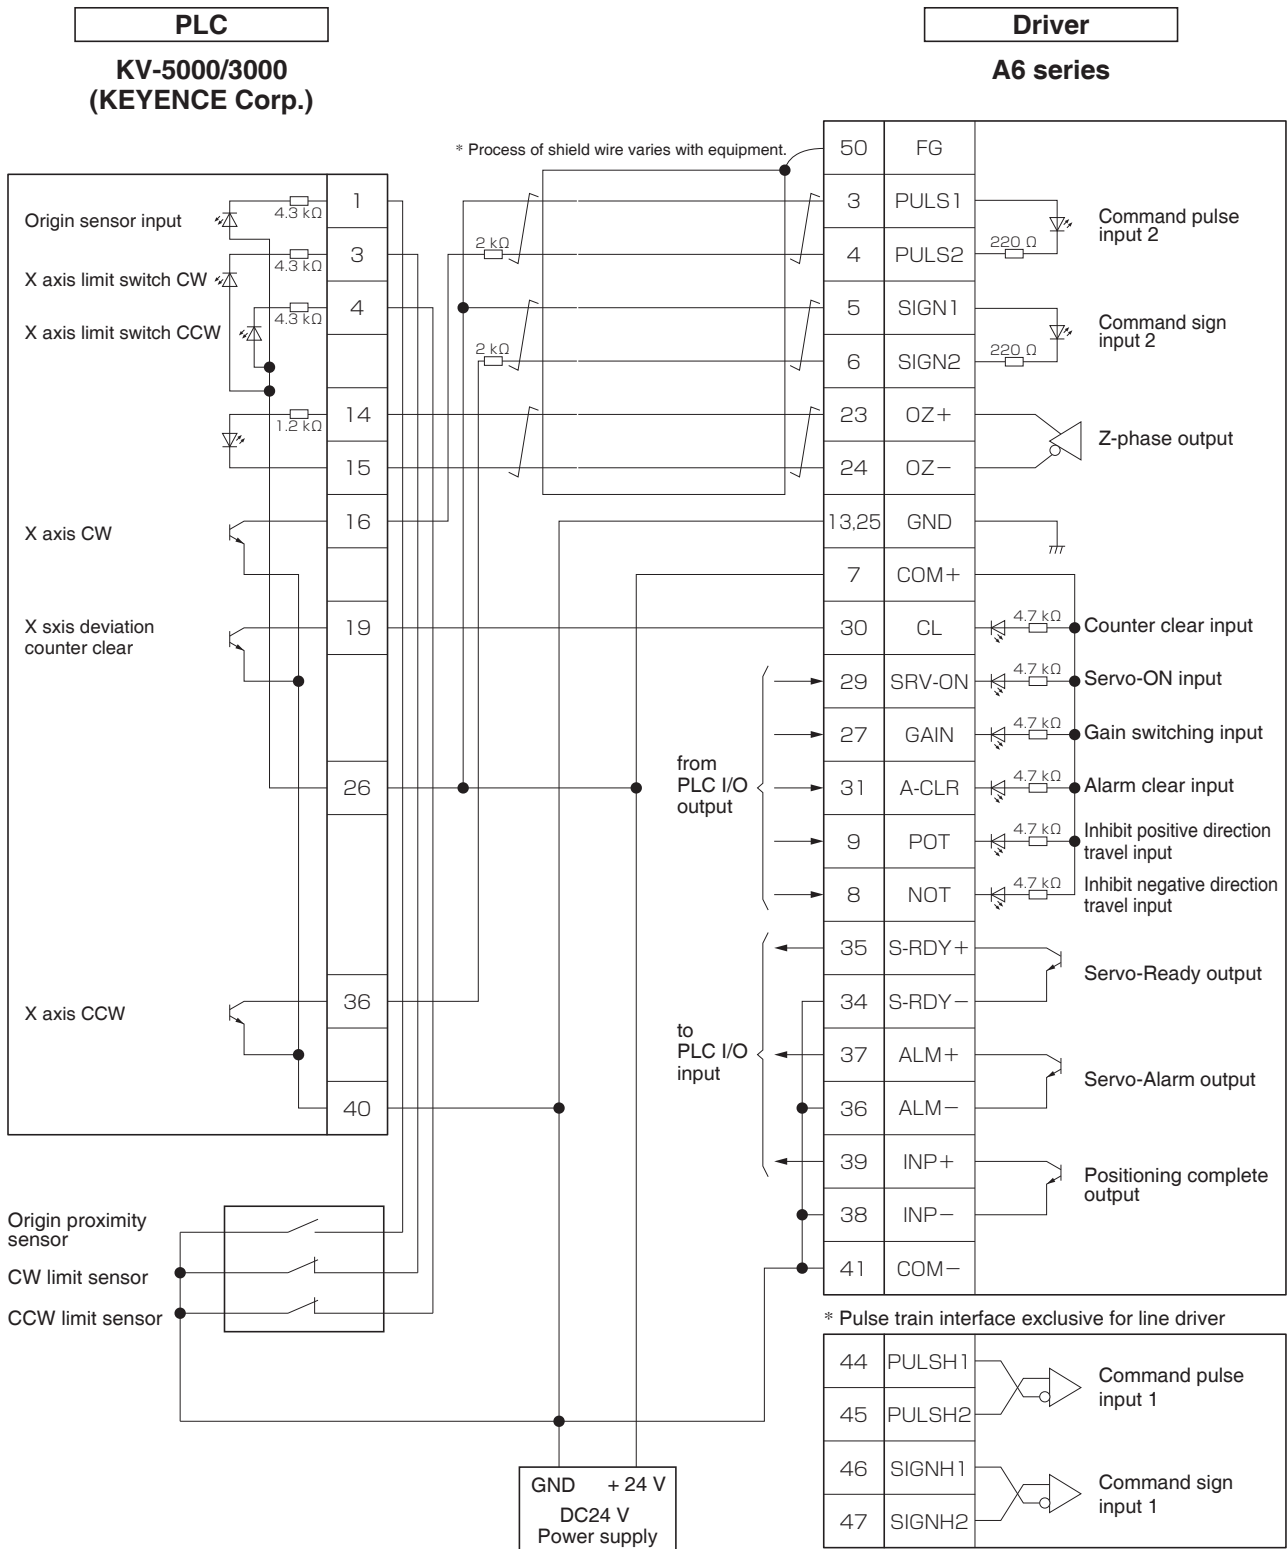 PLC
KV-5000/3000
(KEYENCE Corp.)
Driver
A6 series
* Process of shield wire varies with equipment.
Origin sensor input
4.3 kΩ
1
X axis limit switch CW
4.3 kΩ
3
X axis limit switch CCW
4.3 kΩ
4
1.2 kΩ
14
15
X axis CW
16
X sxis deviation
counter clear
19
26
X axis CCW
36
40
2 kΩ
2 kΩ
50 FG
3 PULS1
4 PULS2
220 Ω
Command pulse
input 2
5 SIGN1
6 SIGN2
220 Ω
Command sign
input 2
23 OZ+
24 OZ−
Z-phase output
13,25 GND
7 COM+
30 CL 4.7 kΩ Counter clear input
29 SRV-ON 4.7 kΩ Servo-ON input
27 GAIN 4.7 kΩ Gain switching input
31 A-CLR 4.7 kΩ Alarm clear input
9 POT 4.7 kΩ Inhibit positive direction
travel input
8 NOT 4.7 kΩ Inhibit negative direction
travel input
from
PLC I/O
output
35 S-RDY+
34 S-RDY−
Servo-Ready output
37 ALM+
36 ALM−
Servo-Alarm output
39 INP+
38 INP−
Positioning complete
output
41 COM−
to
PLC I/O
input
Origin proximity
sensor
CW limit sensor
CCW limit sensor
GND + 24 V
DC24 V
Power supply
* Pulse train interface exclusive for line driver
44 PULSH1
45 PULSH2
Command pulse
input 1
46 SIGNH1
47 SIGNH2
Command sign
input 1